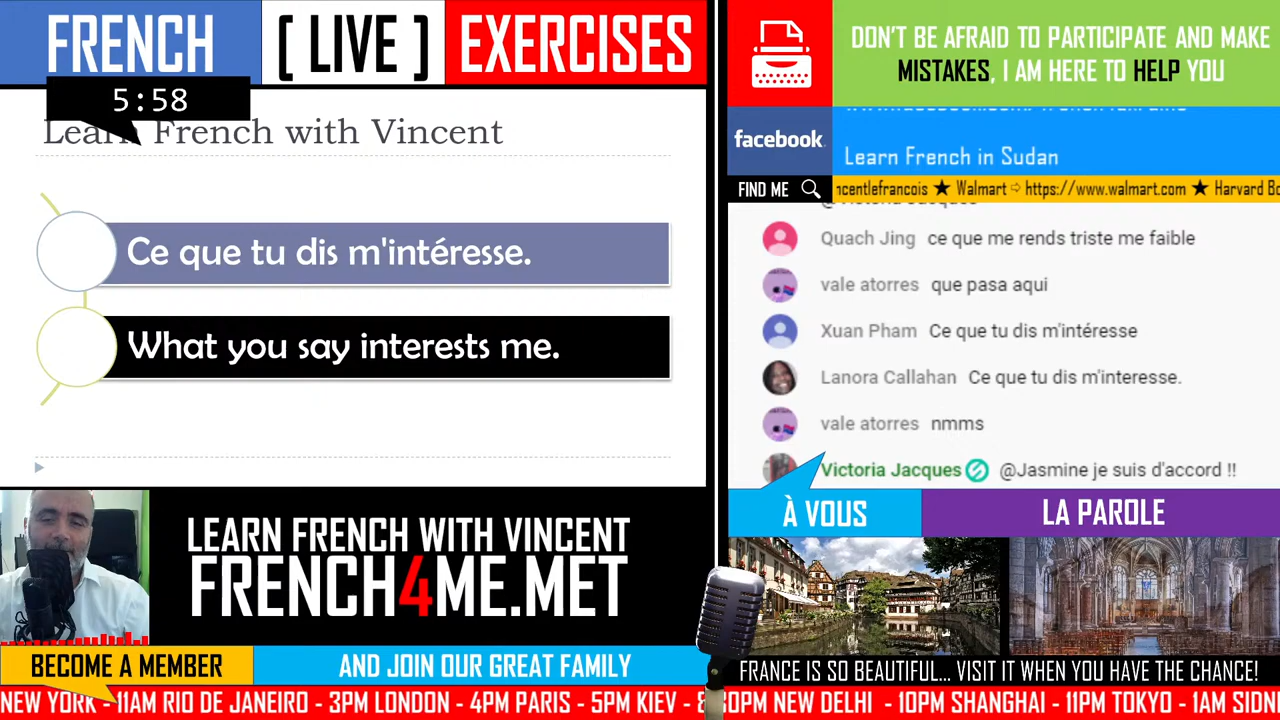 FRENCH
[ LIVE ]
EXERCISES
5:58
Learn French with Vincent
Ce que tu dis m'intéresse.
What you say interests me.
LEARN FRENCH WITH VINCENT
FRENCH4ME.MET
BECOME A MEMBER
AND JOIN OUR GREAT FAMILY
DON'T BE AFRAID TO PARTICIPATE AND MAKE
MISTAKES, I AM HERE TO HELP YOU
facebook
Learn French in Sudan
FIND ME
ncentlefrancois ★ Walmart ⇨ https://www.walmart.com ★ Harvard Bo
Quach Jing ce que me rends triste me faible
vale atorres que pasa aqui
Xuan Pham Ce que tu dis m'intéresse
Lanora Callahan Ce que tu dis m'interesse.
vale atorres nmms
Victoria Jacques @Jasmine je suis d'accord !!
À VOUS
LA PAROLE
FRANCE IS SO BEAUTIFUL... VISIT IT WHEN YOU HAVE THE CHANCE!
NEW YORK - 11AM RIO DE JANEIRO - 3PM LONDON - 4PM PARIS - 5PM KIEV - 8 30PM NEW DELHI - 10PM SHANGHAI - 11PM TOKYO - 1AM SIDN